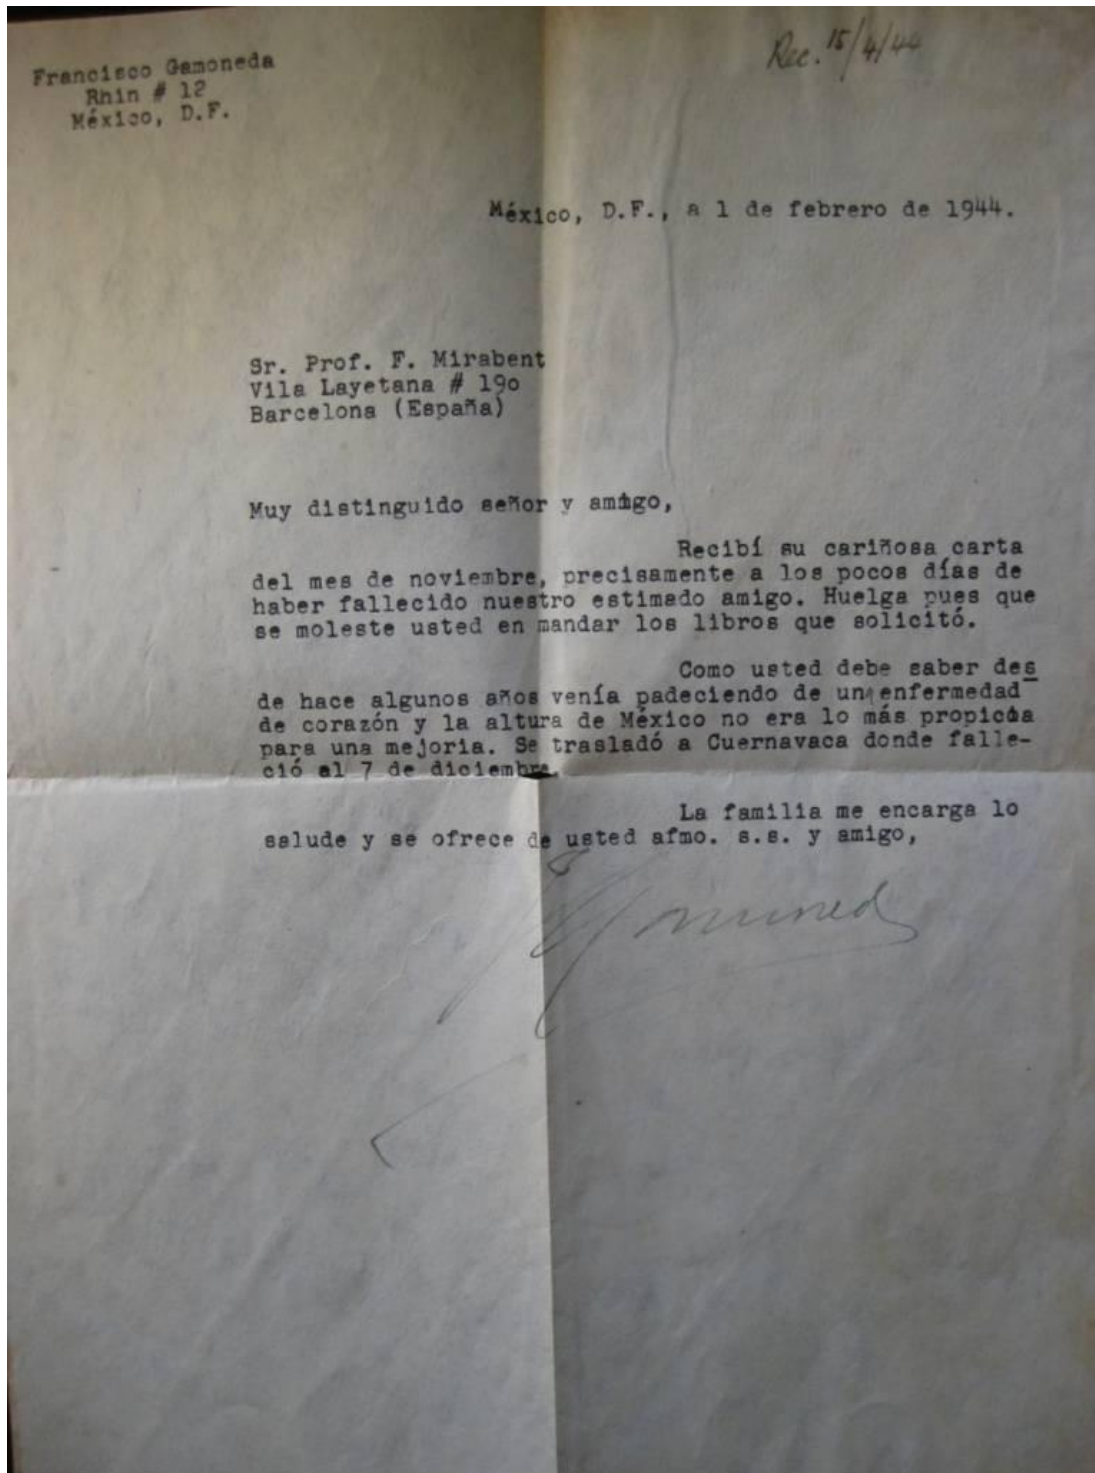 Rec. 15/4/44
Francisco Gamoneda
Rhin # 12
México, D.F.
México, D.F., a 1 de febrero de 1944.
Sr. Prof. F. Mirabent
Vila Layetana # 19o
Barcelona (España)
Muy distinguido señor y amigo,
Recibí su cariñosa carta
del mes de noviembre, precisamente a los pocos días de
haber fallecido nuestro estimado amigo. Huelga pues que
se moleste usted en mandar los libros que solicitó.
Como usted debe saber des
de hace algunos años venía padeciendo de un enfermedad
de corazón y la altura de México no era lo más propicia
para una mejoria. Se trasladó a Cuernavaca donde falle-
ció el 7 de diciembre.
La familia me encarga lo
salude y se ofrece de usted afmo. s.s. y amigo,